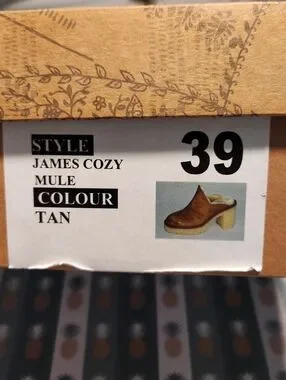 STYLE
JAMES COZY
MULE
COLOUR
TAN
39